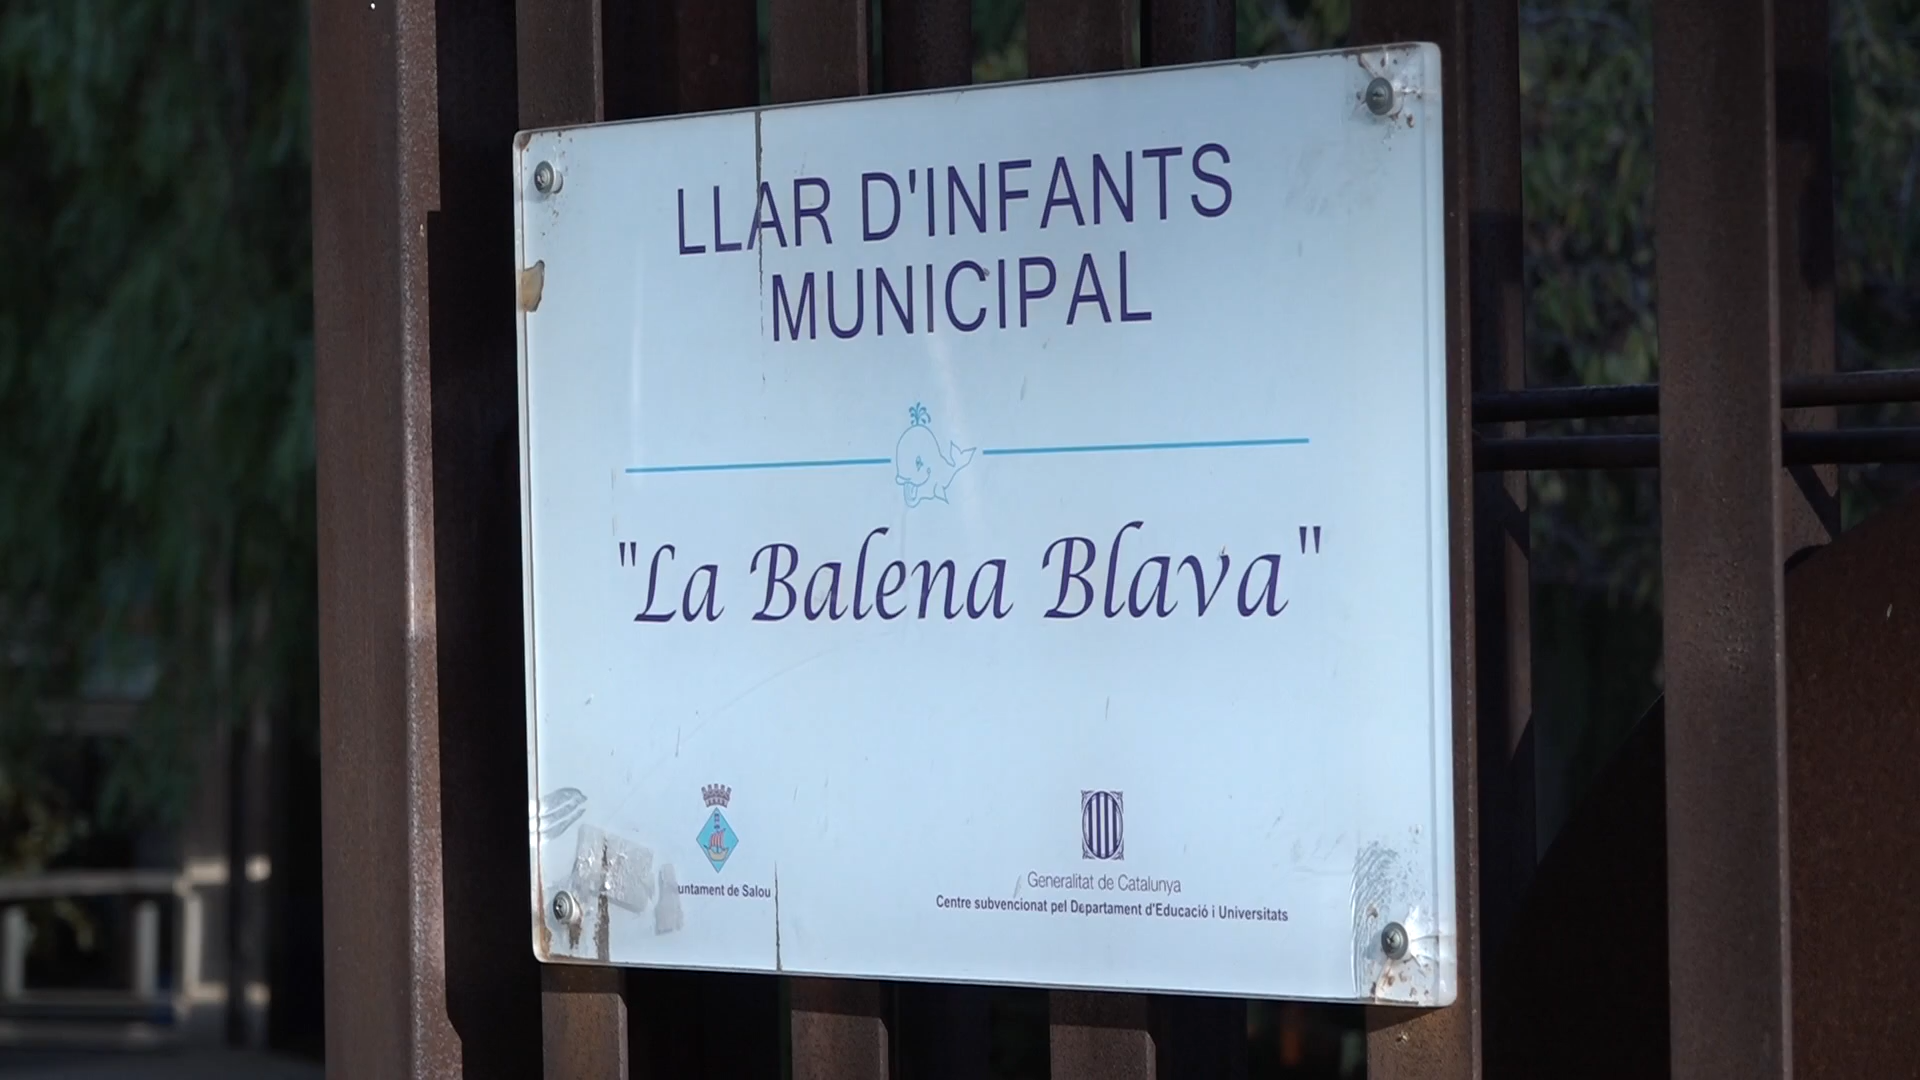 LLAR D'INFANTS
MUNICIPAL
"La Balena Blava"
untament de Salou
Generalitat de Catalunya
Centre subvencionat pel Departament d'Educació i Universitats